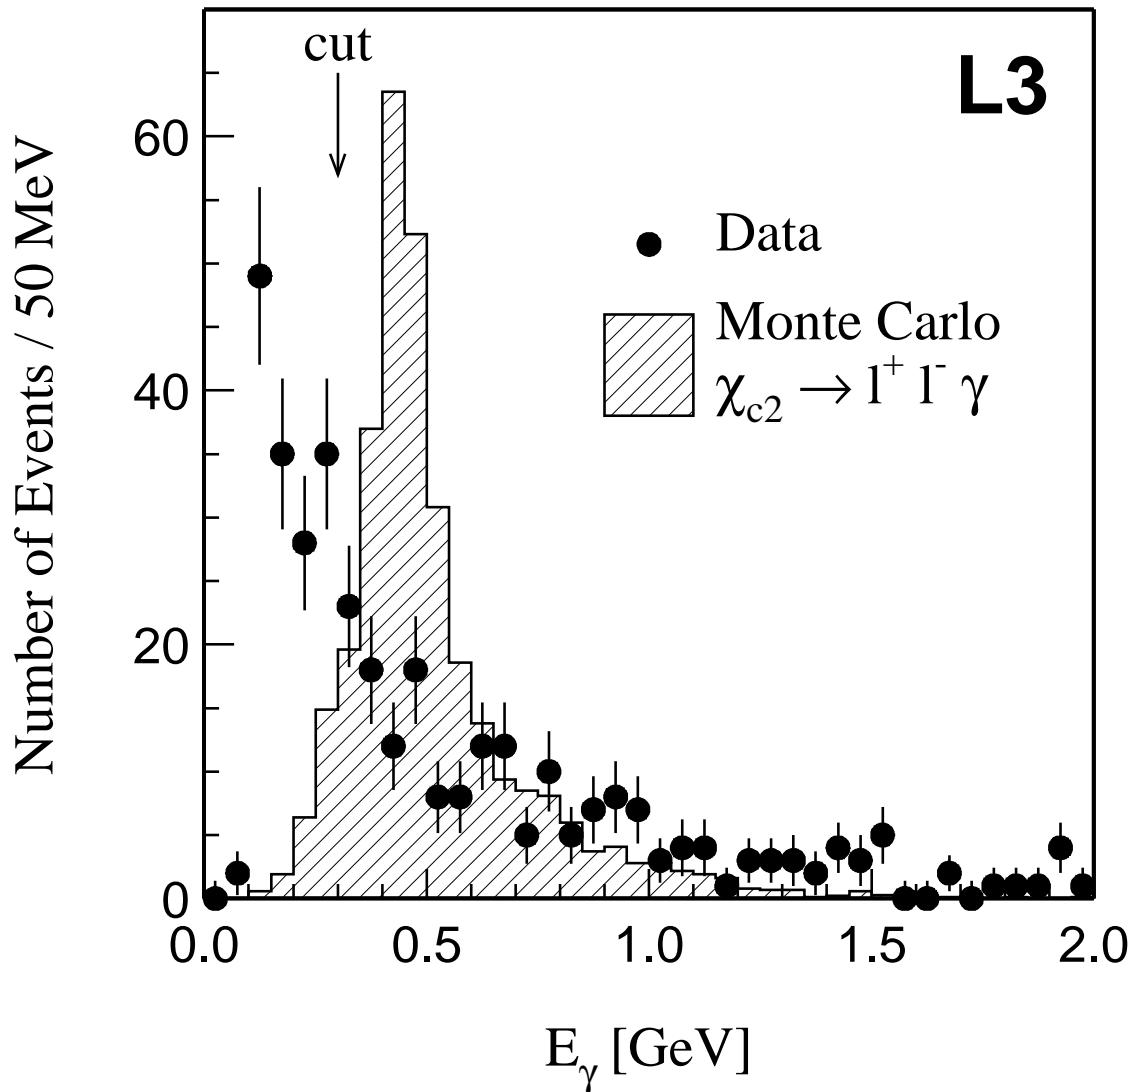 cut
L3
Data
Monte Carlo
χc2 → l+ l- γ
Number of Events / 50 MeV
60
40
20
0
0.0 0.5 1.0 1.5 2.0
Eγ [GeV]